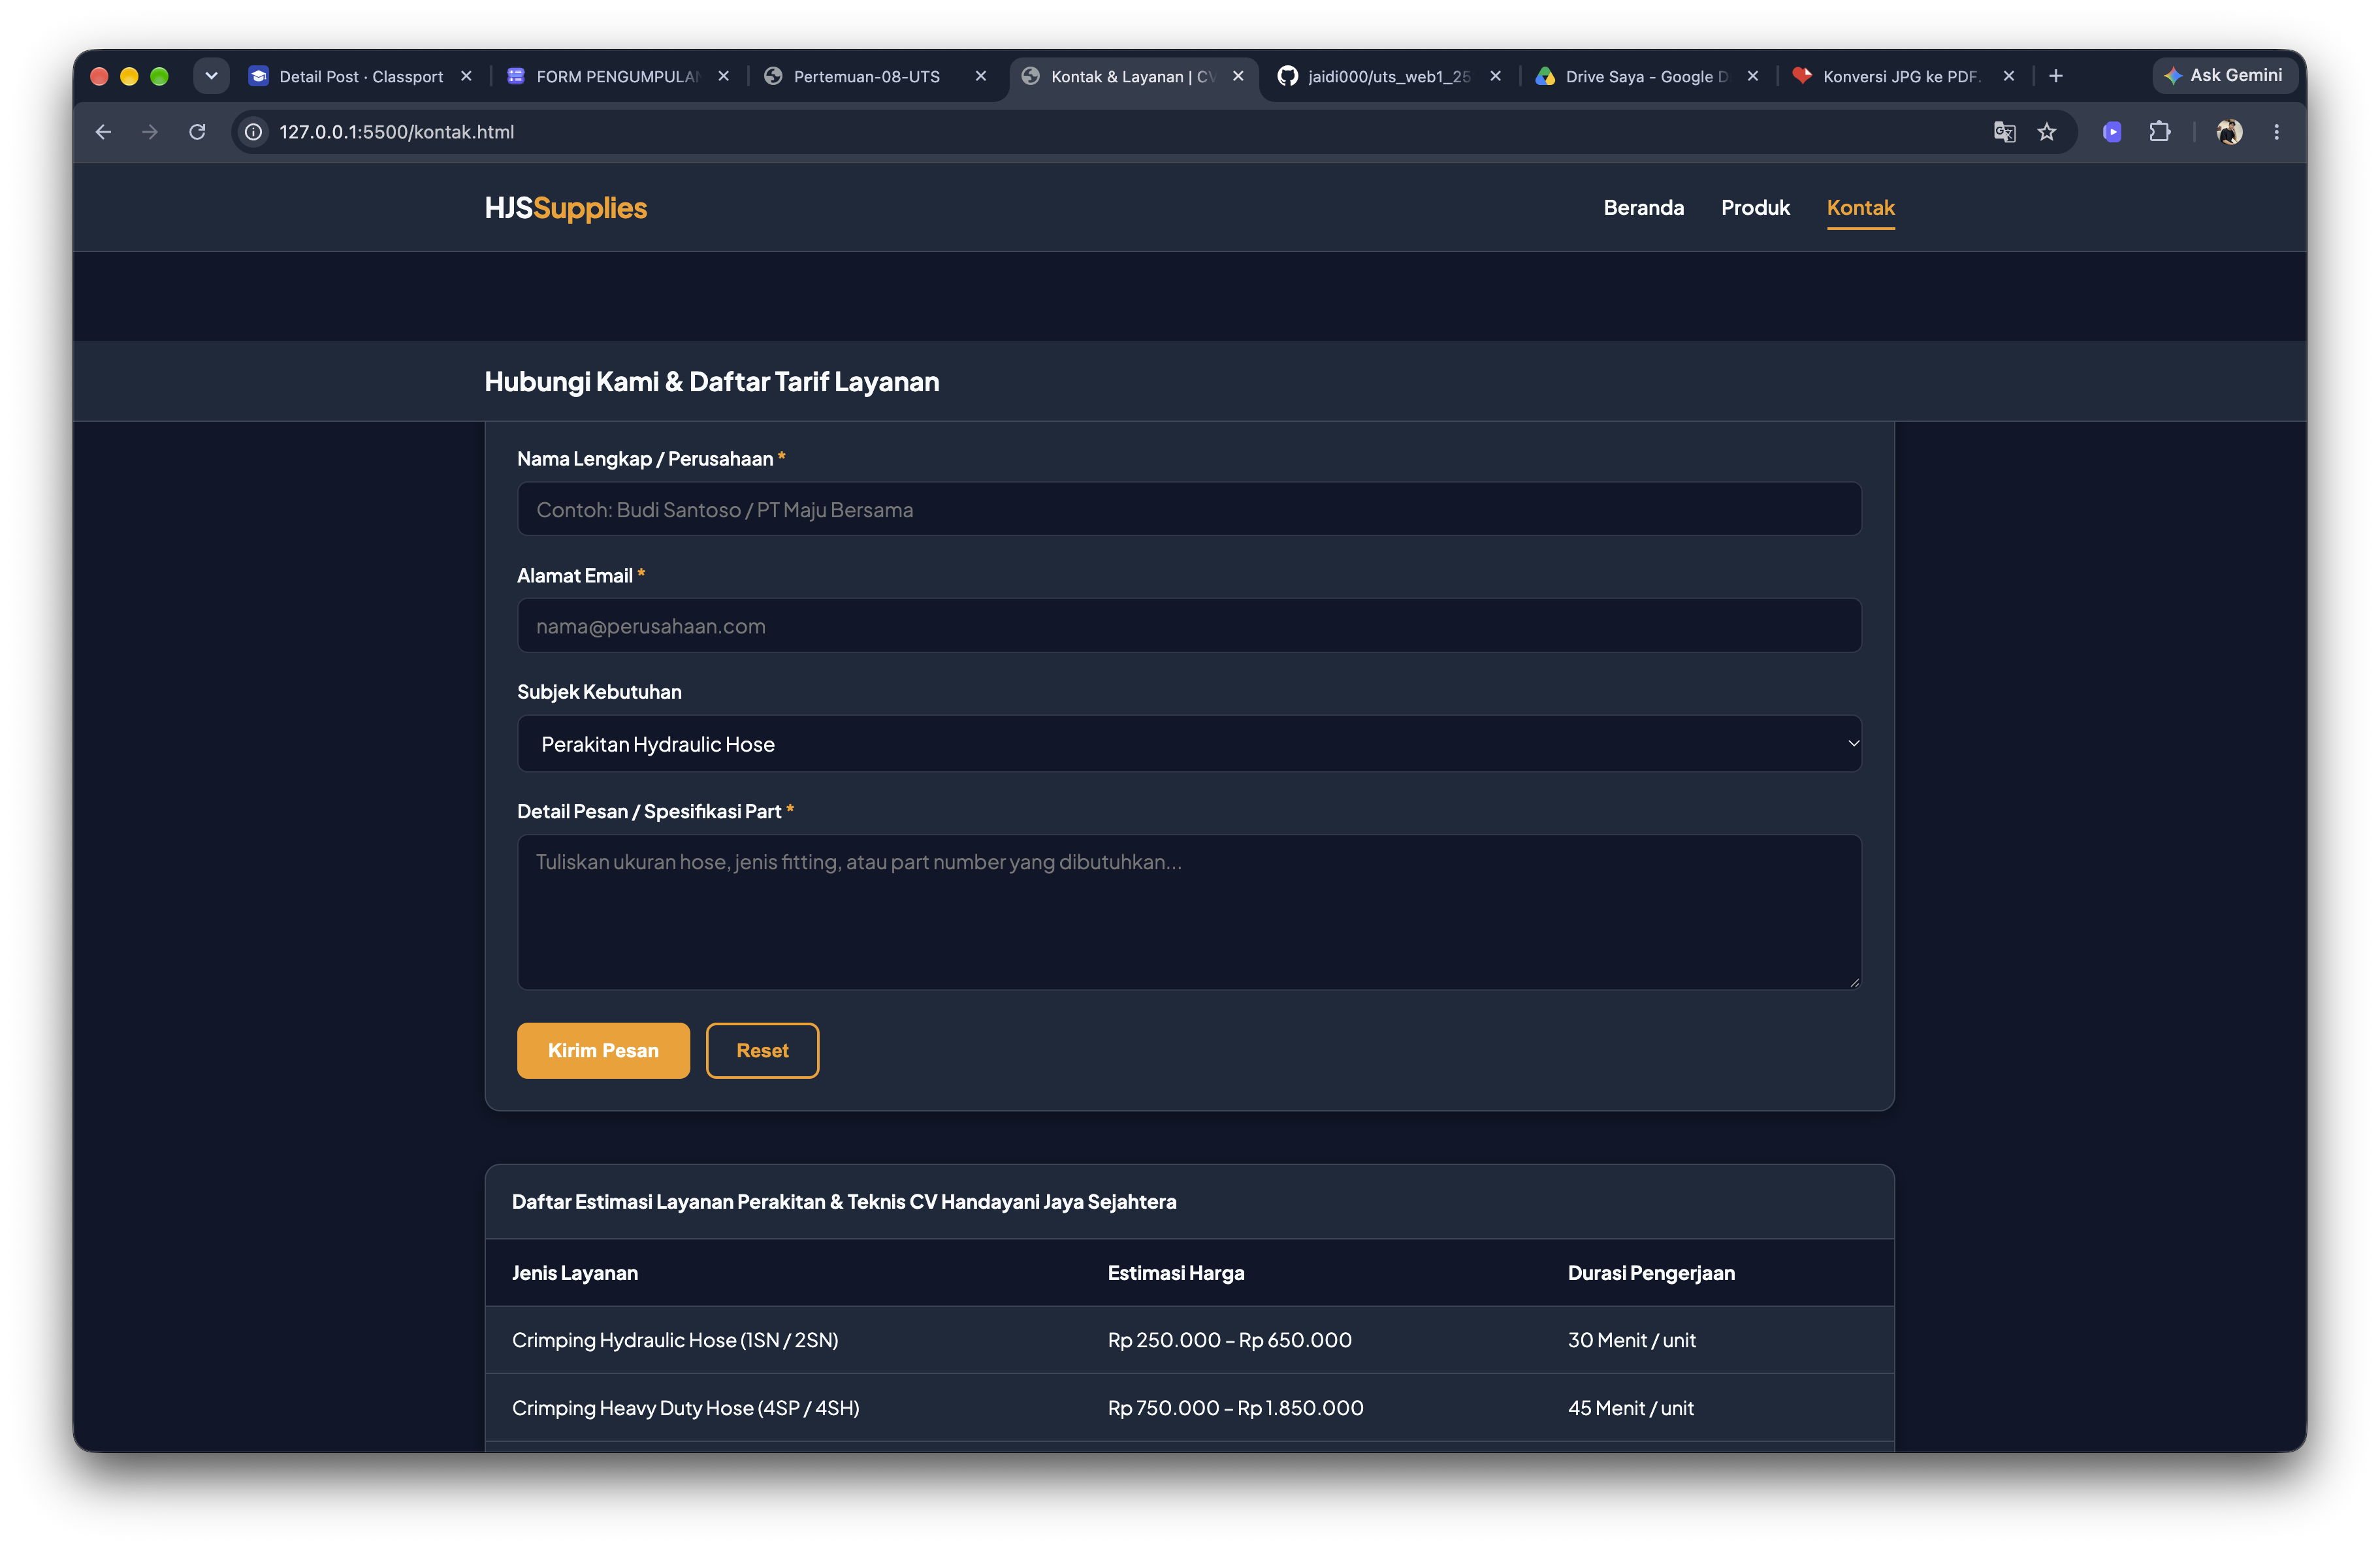 Detail Post · Classport
FORM PENGUMPULAN
Pertemuan-08-UTS
Kontak & Layanan | CV
jaidi000/uts_web1_25
Drive Saya - Google D
Konversi JPG ke PDF.
Ask Gemini
127.0.0.1:5500/kontak.html
HJSSupplies
Beranda
Produk
Kontak
Hubungi Kami & Daftar Tarif Layanan
Nama Lengkap / Perusahaan *
Contoh: Budi Santoso / PT Maju Bersama
Alamat Email *
nama@perusahaan.com
Subjek Kebutuhan
Perakitan Hydraulic Hose
Detail Pesan / Spesifikasi Part *
Tuliskan ukuran hose, jenis fitting, atau part number yang dibutuhkan...
Kirim Pesan
Reset
Daftar Estimasi Layanan Perakitan & Teknis CV Handayani Jaya Sejahtera
Jenis Layanan Estimasi Harga Durasi Pengerjaan
Crimping Hydraulic Hose (1SN / 2SN) Rp 250.000 – Rp 650.000 30 Menit / unit
Crimping Heavy Duty Hose (4SP / 4SH) Rp 750.000 – Rp 1.850.000 45 Menit / unit